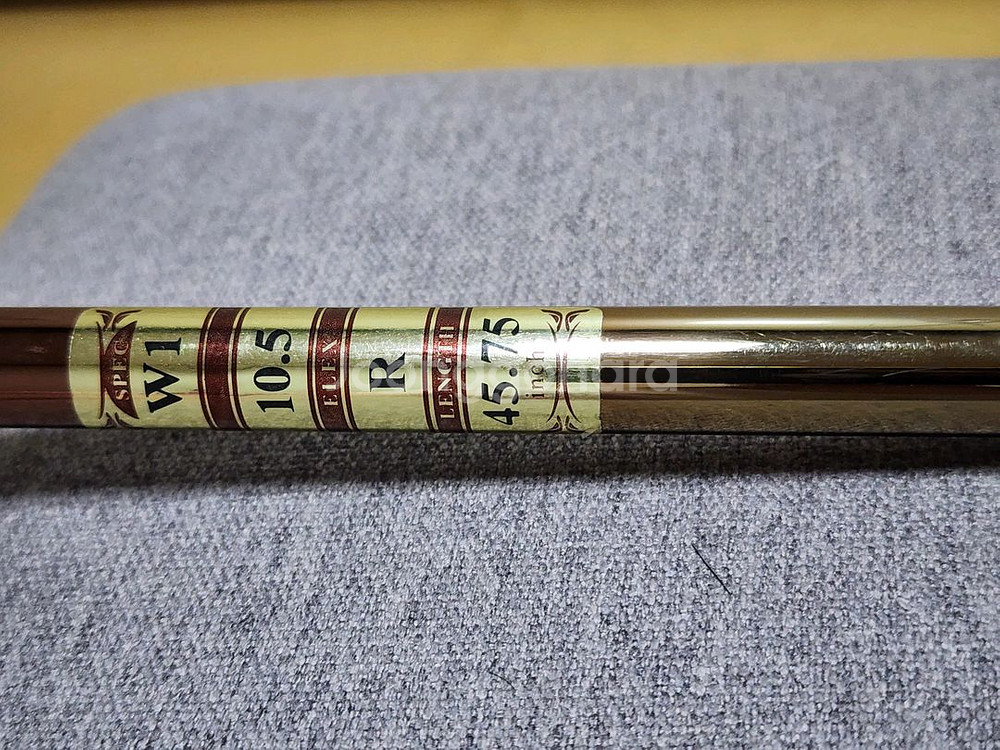 SPEC
W1
10.5
FLEX
R
LENGTH
45.75
inch